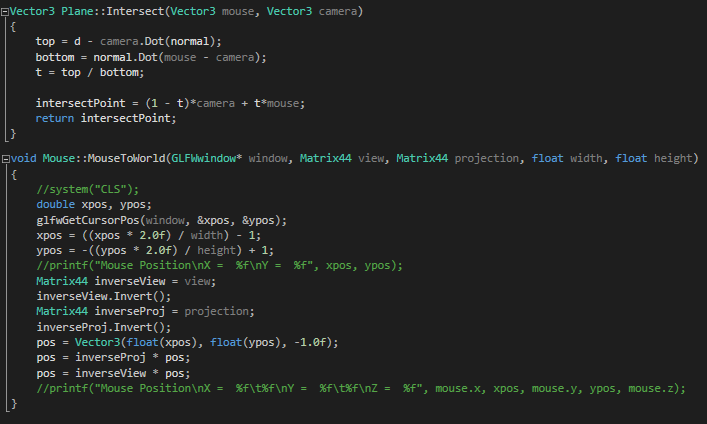 Vector3 Plane::Intersect(Vector3 mouse, Vector3 camera)
{
    top = d - camera.Dot(normal);
    bottom = normal.Dot(mouse - camera);
    t = top / bottom;

    intersectPoint = (1 - t)*camera + t*mouse;
    return intersectPoint;
}
void Mouse::MouseToWorld(GLFWwindow* window, Matrix44 view, Matrix44 projection, float width, float height)
{
    //system("CLS");
    double xpos, ypos;
    glfwGetCursorPos(window, &xpos, &ypos);
    xpos = ((xpos * 2.0f) / width) - 1;
    ypos = -((ypos * 2.0f) / height) + 1;
    //printf("Mouse Position\nX =  %f\nY =  %f", xpos, ypos);
    Matrix44 inverseView = view;
    inverseView.Invert();
    Matrix44 inverseProj = projection;
    inverseProj.Invert();
    pos = Vector3(float(xpos), float(ypos), -1.0f);
    pos = inverseProj * pos;
    pos = inverseView * pos;
    //printf("Mouse Position\nX =  %f\t%f\nY =  %f\t%f\nZ =  %f", mouse.x, xpos, mouse.y, ypos, mouse.z);
}